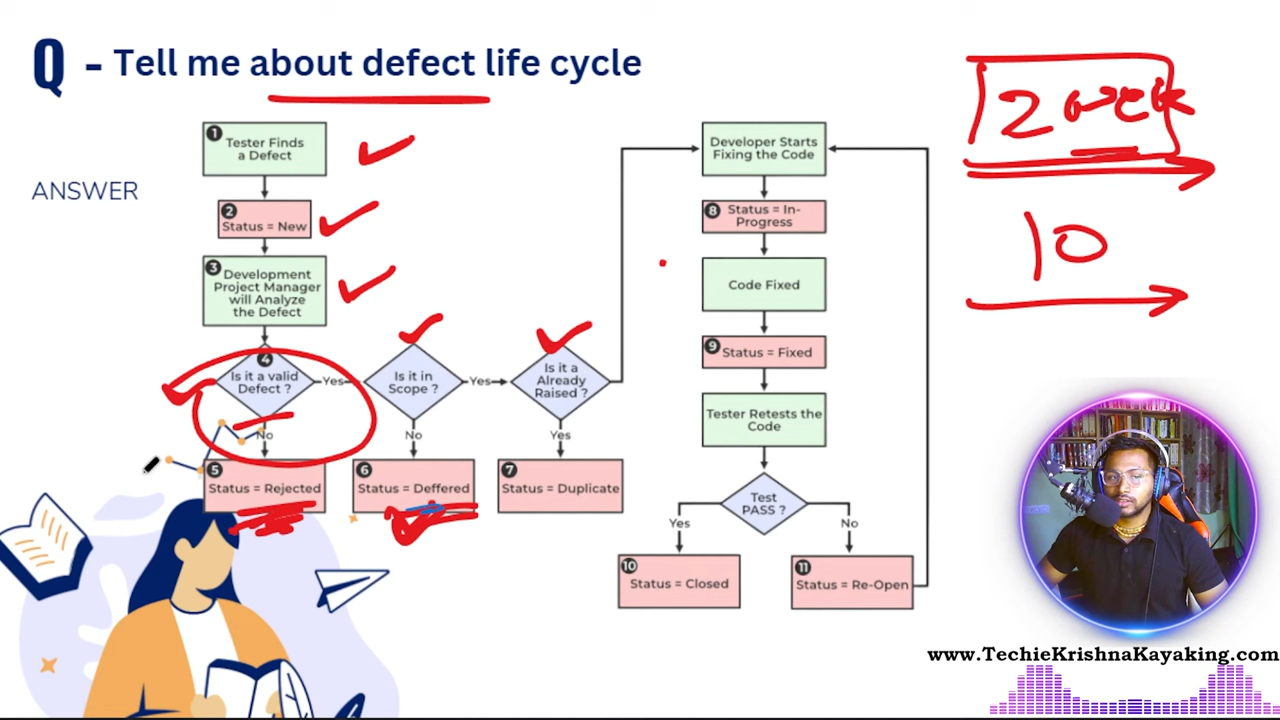 Q - Tell me about defect life cycle
ANSWER
1
Tester Finds
a Defect
2
Status = New
3
Development
Project Manager
will Analyze
the Defect
4
Is it a valid
Defect ?
Yes
No
5
Status = Rejected
Is it in
Scope ?
Yes
No
6
Status = Deffered
Is it a
Already
Raised ?
Yes
7
Status = Duplicate
Developer Starts
Fixing the Code
8
Status = In-
Progress
Code Fixed
9
Status = Fixed
Tester Retests the
Code
Test
PASS ?
Yes
No
10
Status = Closed
11
Status = Re-Open
2 week
10
www.TechieKrishnaKayaking.com